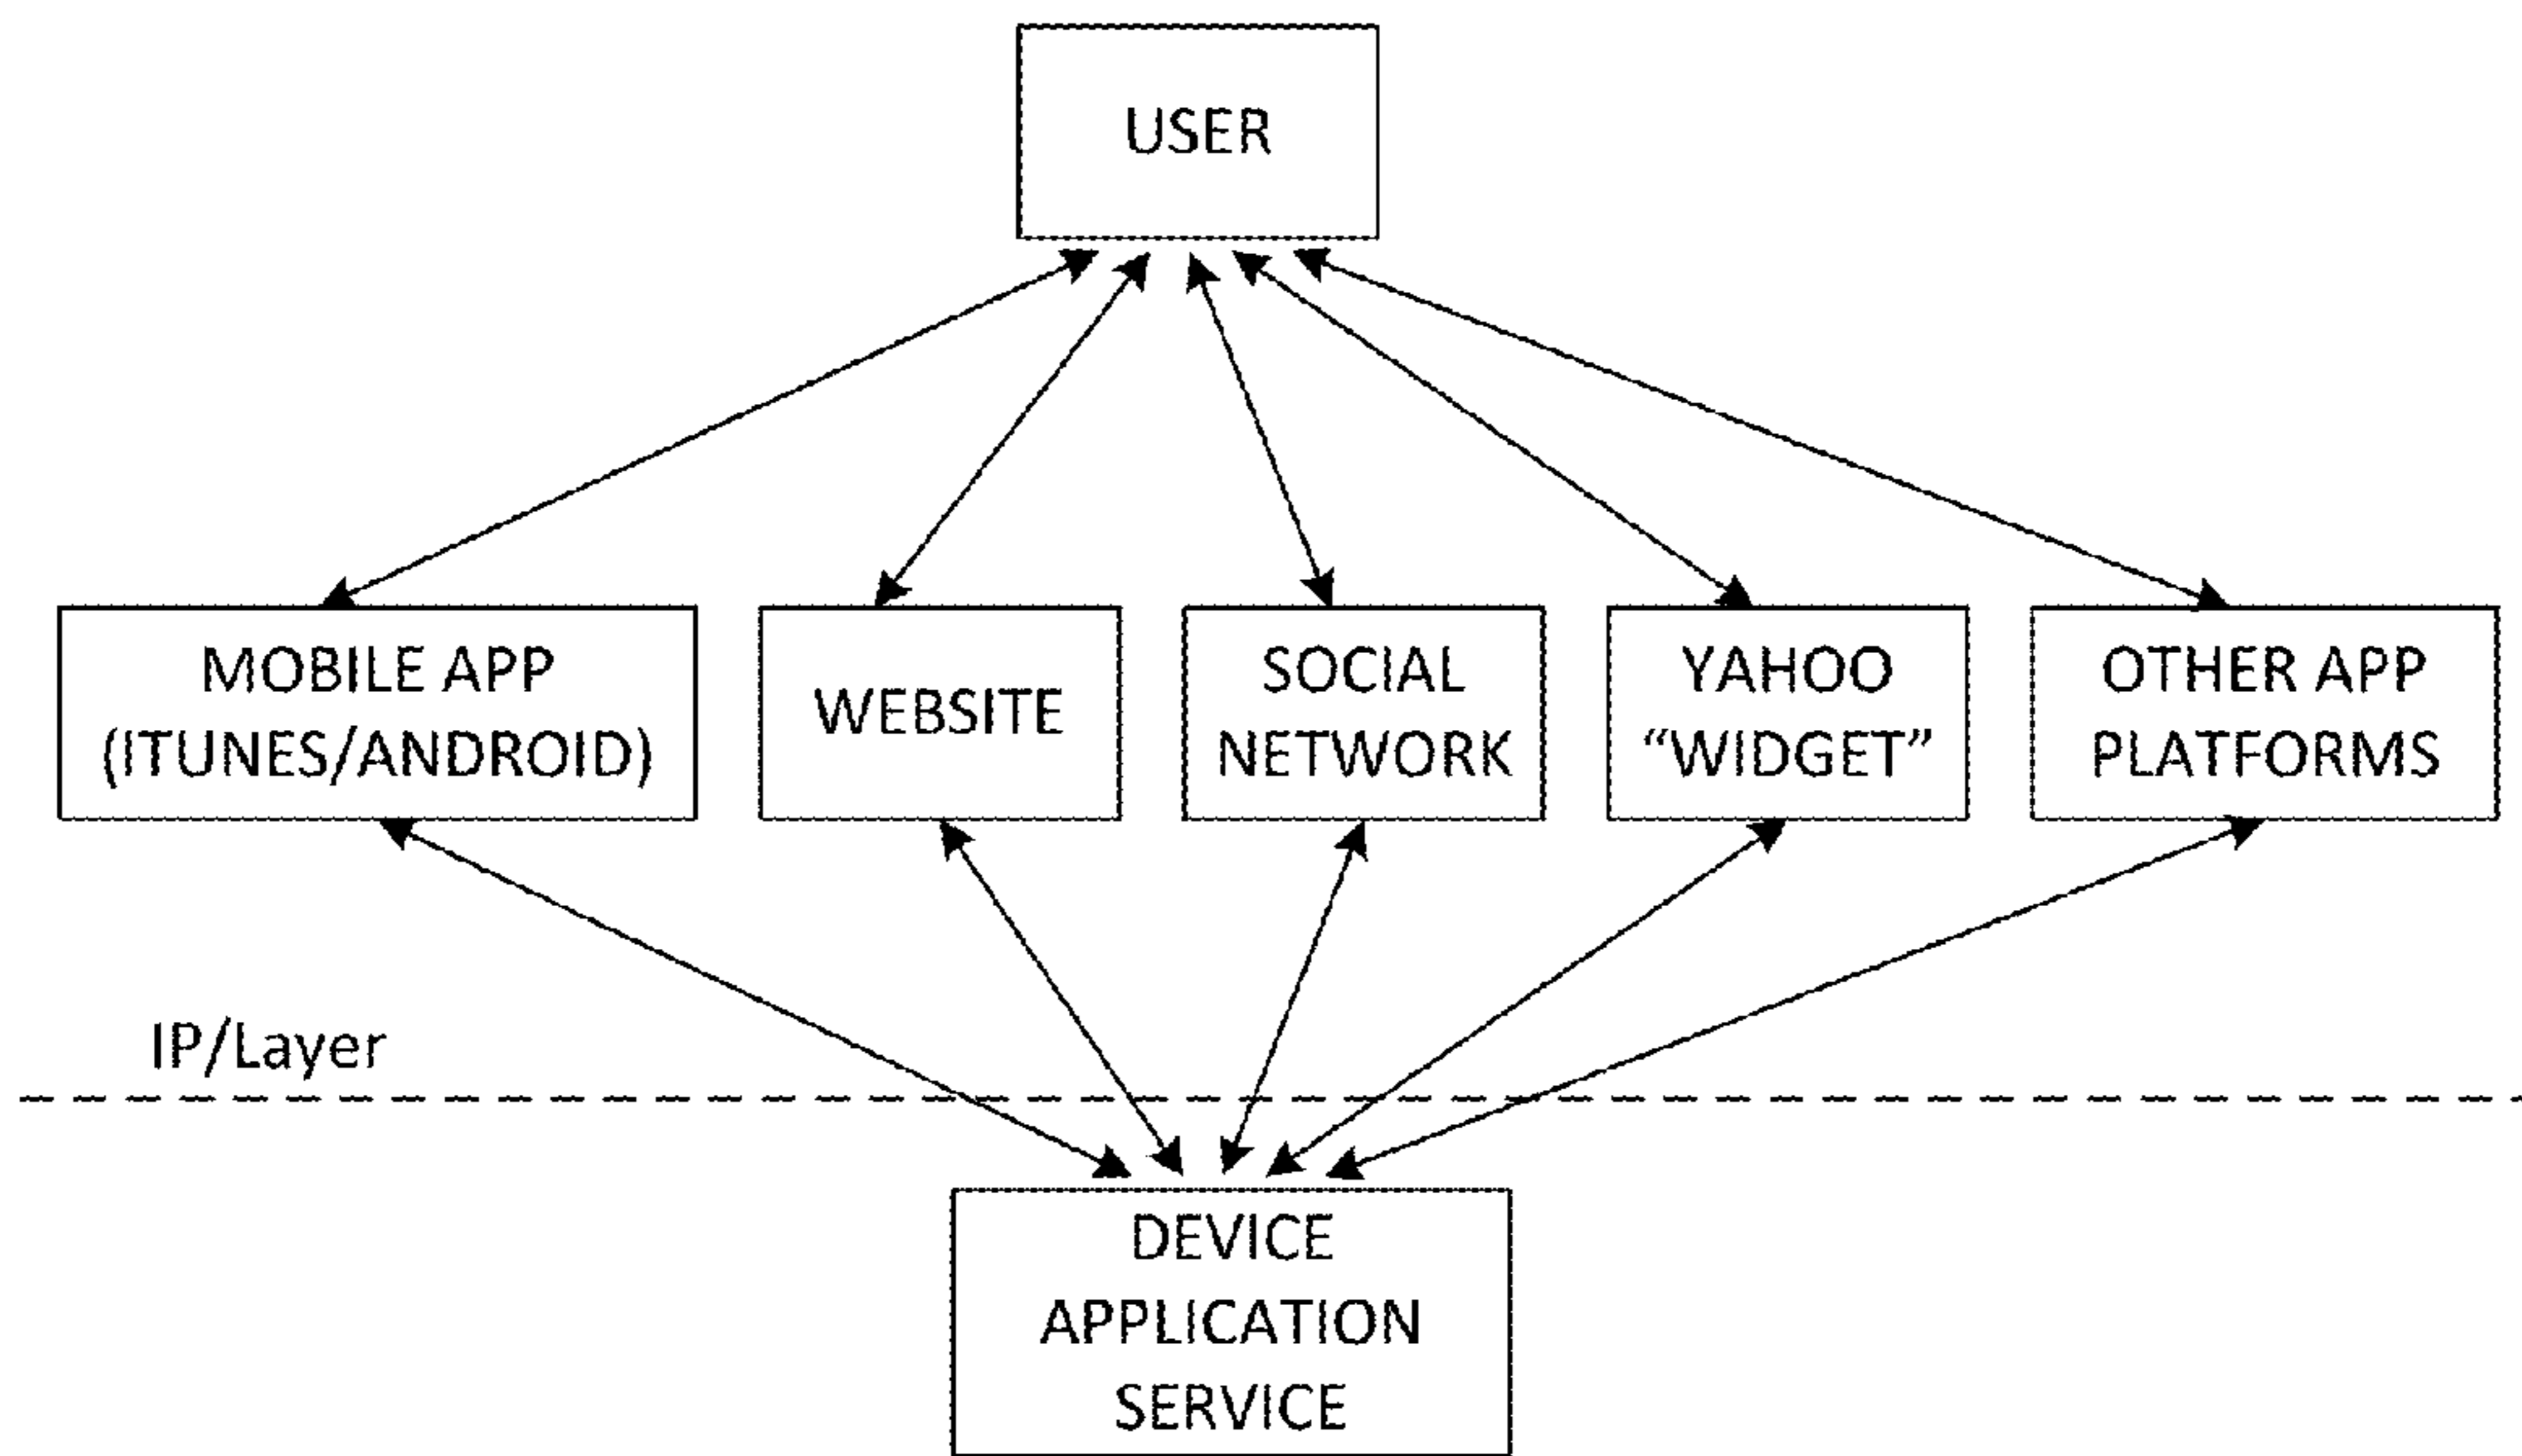 USER
MOBILE APP
(ITUNES/ANDROID)
WEBSITE
SOCIAL
NETWORK
YAHOO
“WIDGET”
OTHER APP
PLATFORMS
IP/Layer
DEVICE
APPLICATION
SERVICE